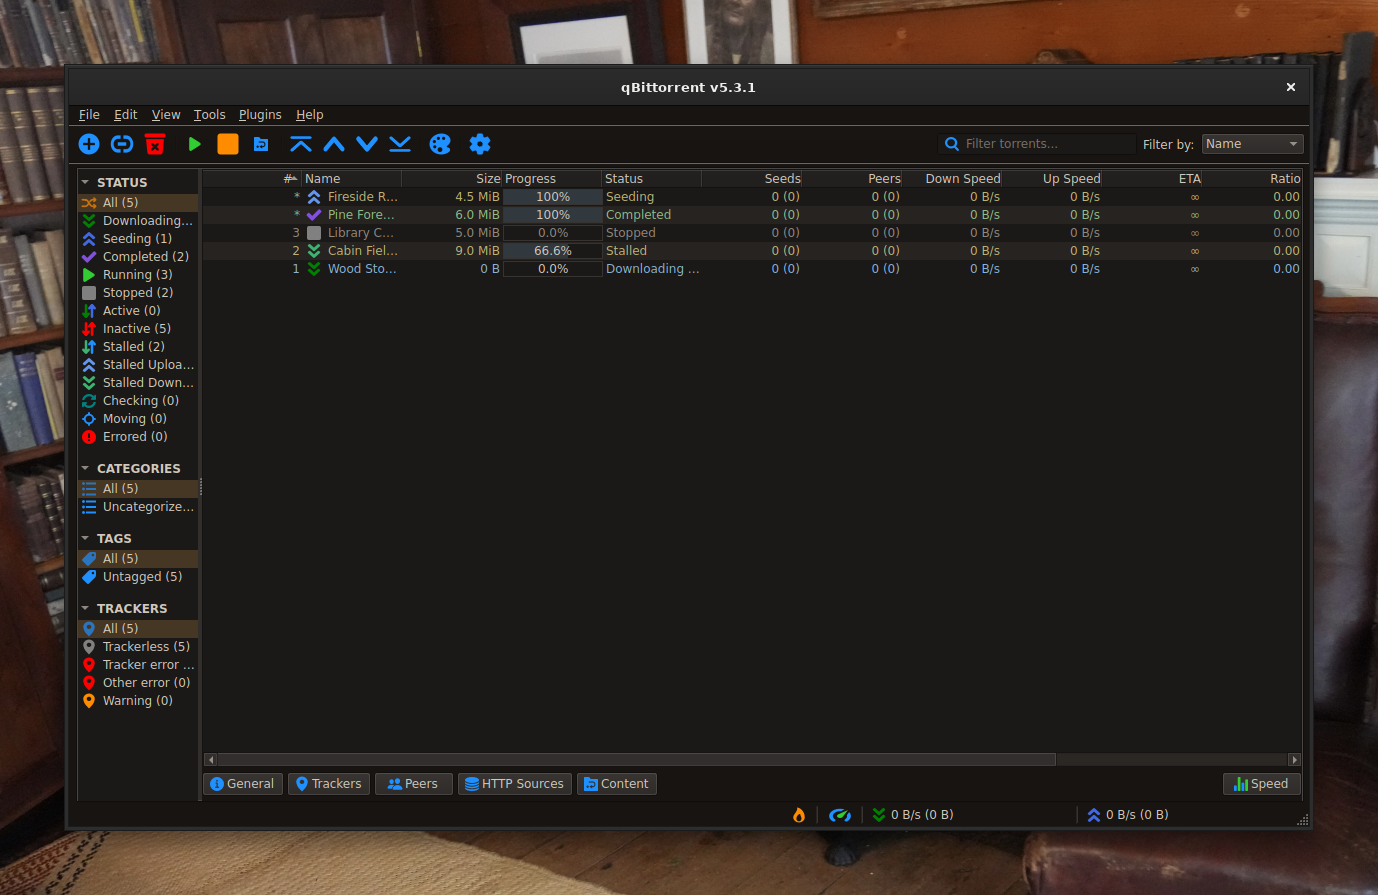 qBittorrent v5.3.1
File Edit View Tools Plugins Help
Filter torrents... Filter by: Name
STATUS
All (5)
Downloading...
Seeding (1)
Completed (2)
Running (3)
Stopped (2)
Active (0)
Inactive (5)
Stalled (2)
Stalled Uploa...
Stalled Down...
Checking (0)
Moving (0)
Errored (0)
CATEGORIES
All (5)
Uncategorize...
TAGS
All (5)
Untagged (5)
TRACKERS
All (5)
Trackerless (5)
Tracker error ...
Other error (0)
Warning (0)
# Name Size Progress Status Seeds Peers Down Speed Up Speed ETA Ratio
* Fireside R... 4.5 MiB 100% Seeding 0 (0) 0 (0) 0 B/s 0 B/s ∞ 0.00
* Pine Fore... 6.0 MiB 100% Completed 0 (0) 0 (0) 0 B/s 0 B/s ∞ 0.00
3 Library C... 5.0 MiB 0.0% Stopped 0 (0) 0 (0) 0 B/s 0 B/s ∞ 0.00
2 Cabin Fiel... 9.0 MiB 66.6% Stalled 0 (0) 0 (0) 0 B/s 0 B/s ∞ 0.00
1 Wood Sto... 0 B 0.0% Downloading ... 0 (0) 0 (0) 0 B/s 0 B/s ∞ 0.00
General Trackers Peers HTTP Sources Content Speed
0 B/s (0 B) 0 B/s (0 B)